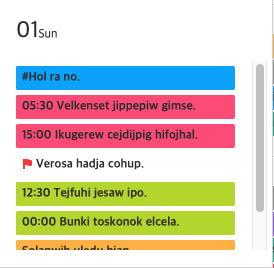 01Sun
#Hol ra no.
05:30 Velkenset jippepiw gimse.
15:00 Ikugerew cejdijpig hifojhal.
Verosa hadja cohup.
12:30 Tejfuhi jesaw ipo.
00:00 Bunki toskonok elcela.